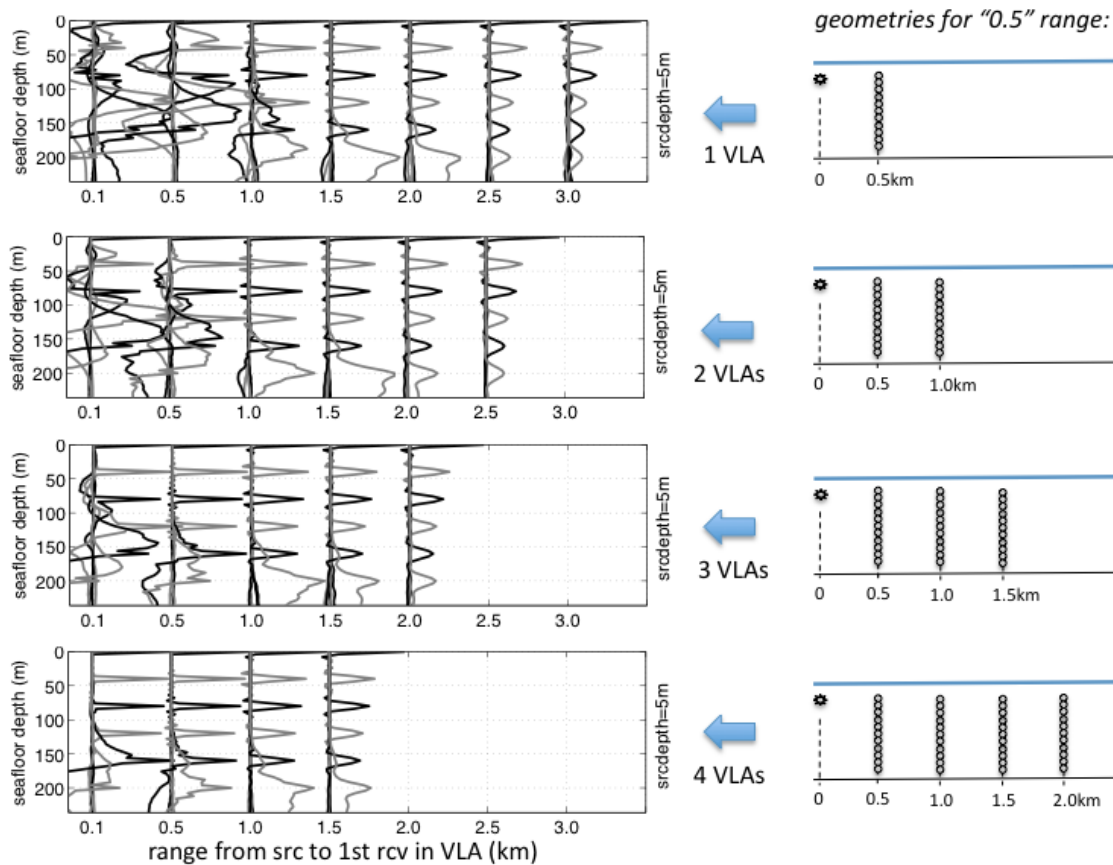 geometries for “0.5” range:
0
50
100
150
200
seafloor depth (m)
srcdepth=5m
0.1 0.5 1.0 1.5 2.0 2.5 3.0
1 VLA
0 0.5km
0
50
100
150
200
seafloor depth (m)
srcdepth=5m
0.1 0.5 1.0 1.5 2.0 2.5 3.0
2 VLAs
0 0.5 1.0km
0
50
100
150
200
seafloor depth (m)
srcdepth=5m
0.1 0.5 1.0 1.5 2.0 2.5 3.0
3 VLAs
0 0.5 1.0 1.5km
0
50
100
150
200
seafloor depth (m)
srcdepth=5m
0.1 0.5 1.0 1.5 2.0 2.5 3.0
4 VLAs
0 0.5 1.0 1.5 2.0km
range from src to 1st rcv in VLA (km)